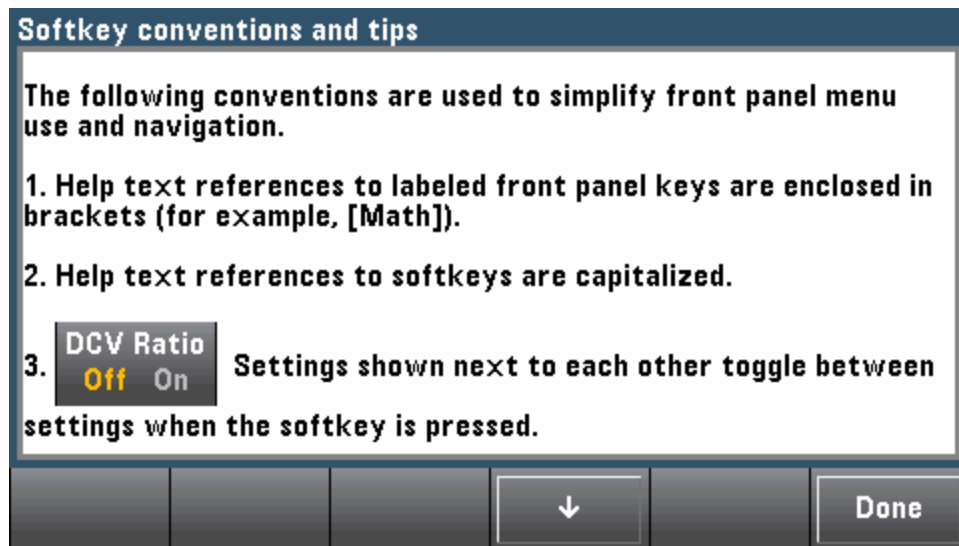 Softkey conventions and tips
The following conventions are used to simplify front panel menu
use and navigation.
1. Help text references to labeled front panel keys are enclosed in
brackets (for example, [Math]).
2. Help text references to softkeys are capitalized.
DCV Ratio
Off On
3. Settings shown next to each other toggle between
settings when the softkey is pressed.
↓
Done